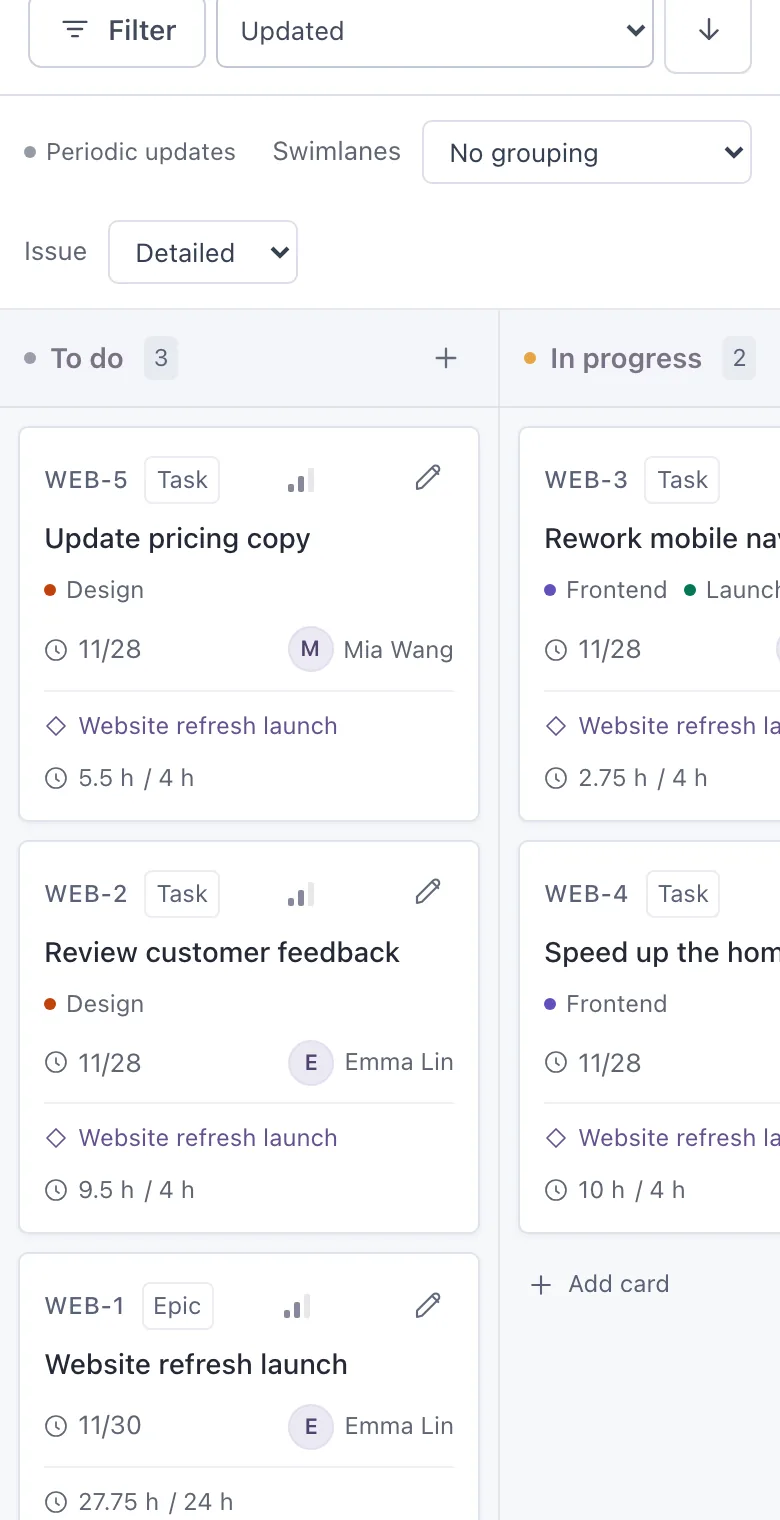 Filter
Updated
Periodic updates
Swimlanes
No grouping
Issue
Detailed
To do
3
WEB-5
Task
Update pricing copy
Design
11/28
M
Mia Wang
Website refresh launch
5.5 h / 4 h
WEB-2
Task
Review customer feedback
Design
11/28
E
Emma Lin
Website refresh launch
9.5 h / 4 h
WEB-1
Epic
Website refresh launch
11/30
E
Emma Lin
27.75 h / 24 h
In progress
2
WEB-3
Task
Rework mobile
Frontend
11/28
Website refresh
2.75 h / 4 h
WEB-4
Task
Speed up the
Frontend
11/28
Website refresh
10 h / 4 h
Add card